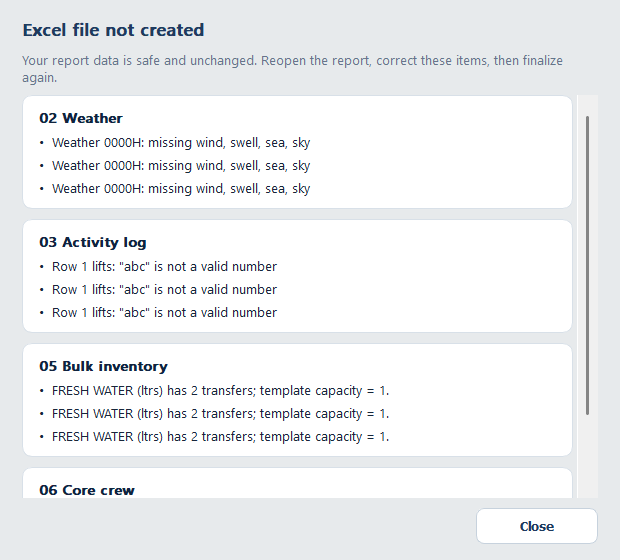 Excel file not created
Your report data is safe and unchanged. Reopen the report, correct these items, then finalize
again.
02 Weather
• Weather 0000H: missing wind, swell, sea, sky
• Weather 0000H: missing wind, swell, sea, sky
• Weather 0000H: missing wind, swell, sea, sky
03 Activity log
• Row 1 lifts: "abc" is not a valid number
• Row 1 lifts: "abc" is not a valid number
• Row 1 lifts: "abc" is not a valid number
05 Bulk inventory
• FRESH WATER (ltrs) has 2 transfers; template capacity = 1.
• FRESH WATER (ltrs) has 2 transfers; template capacity = 1.
• FRESH WATER (ltrs) has 2 transfers; template capacity = 1.
06 Core crew
Close